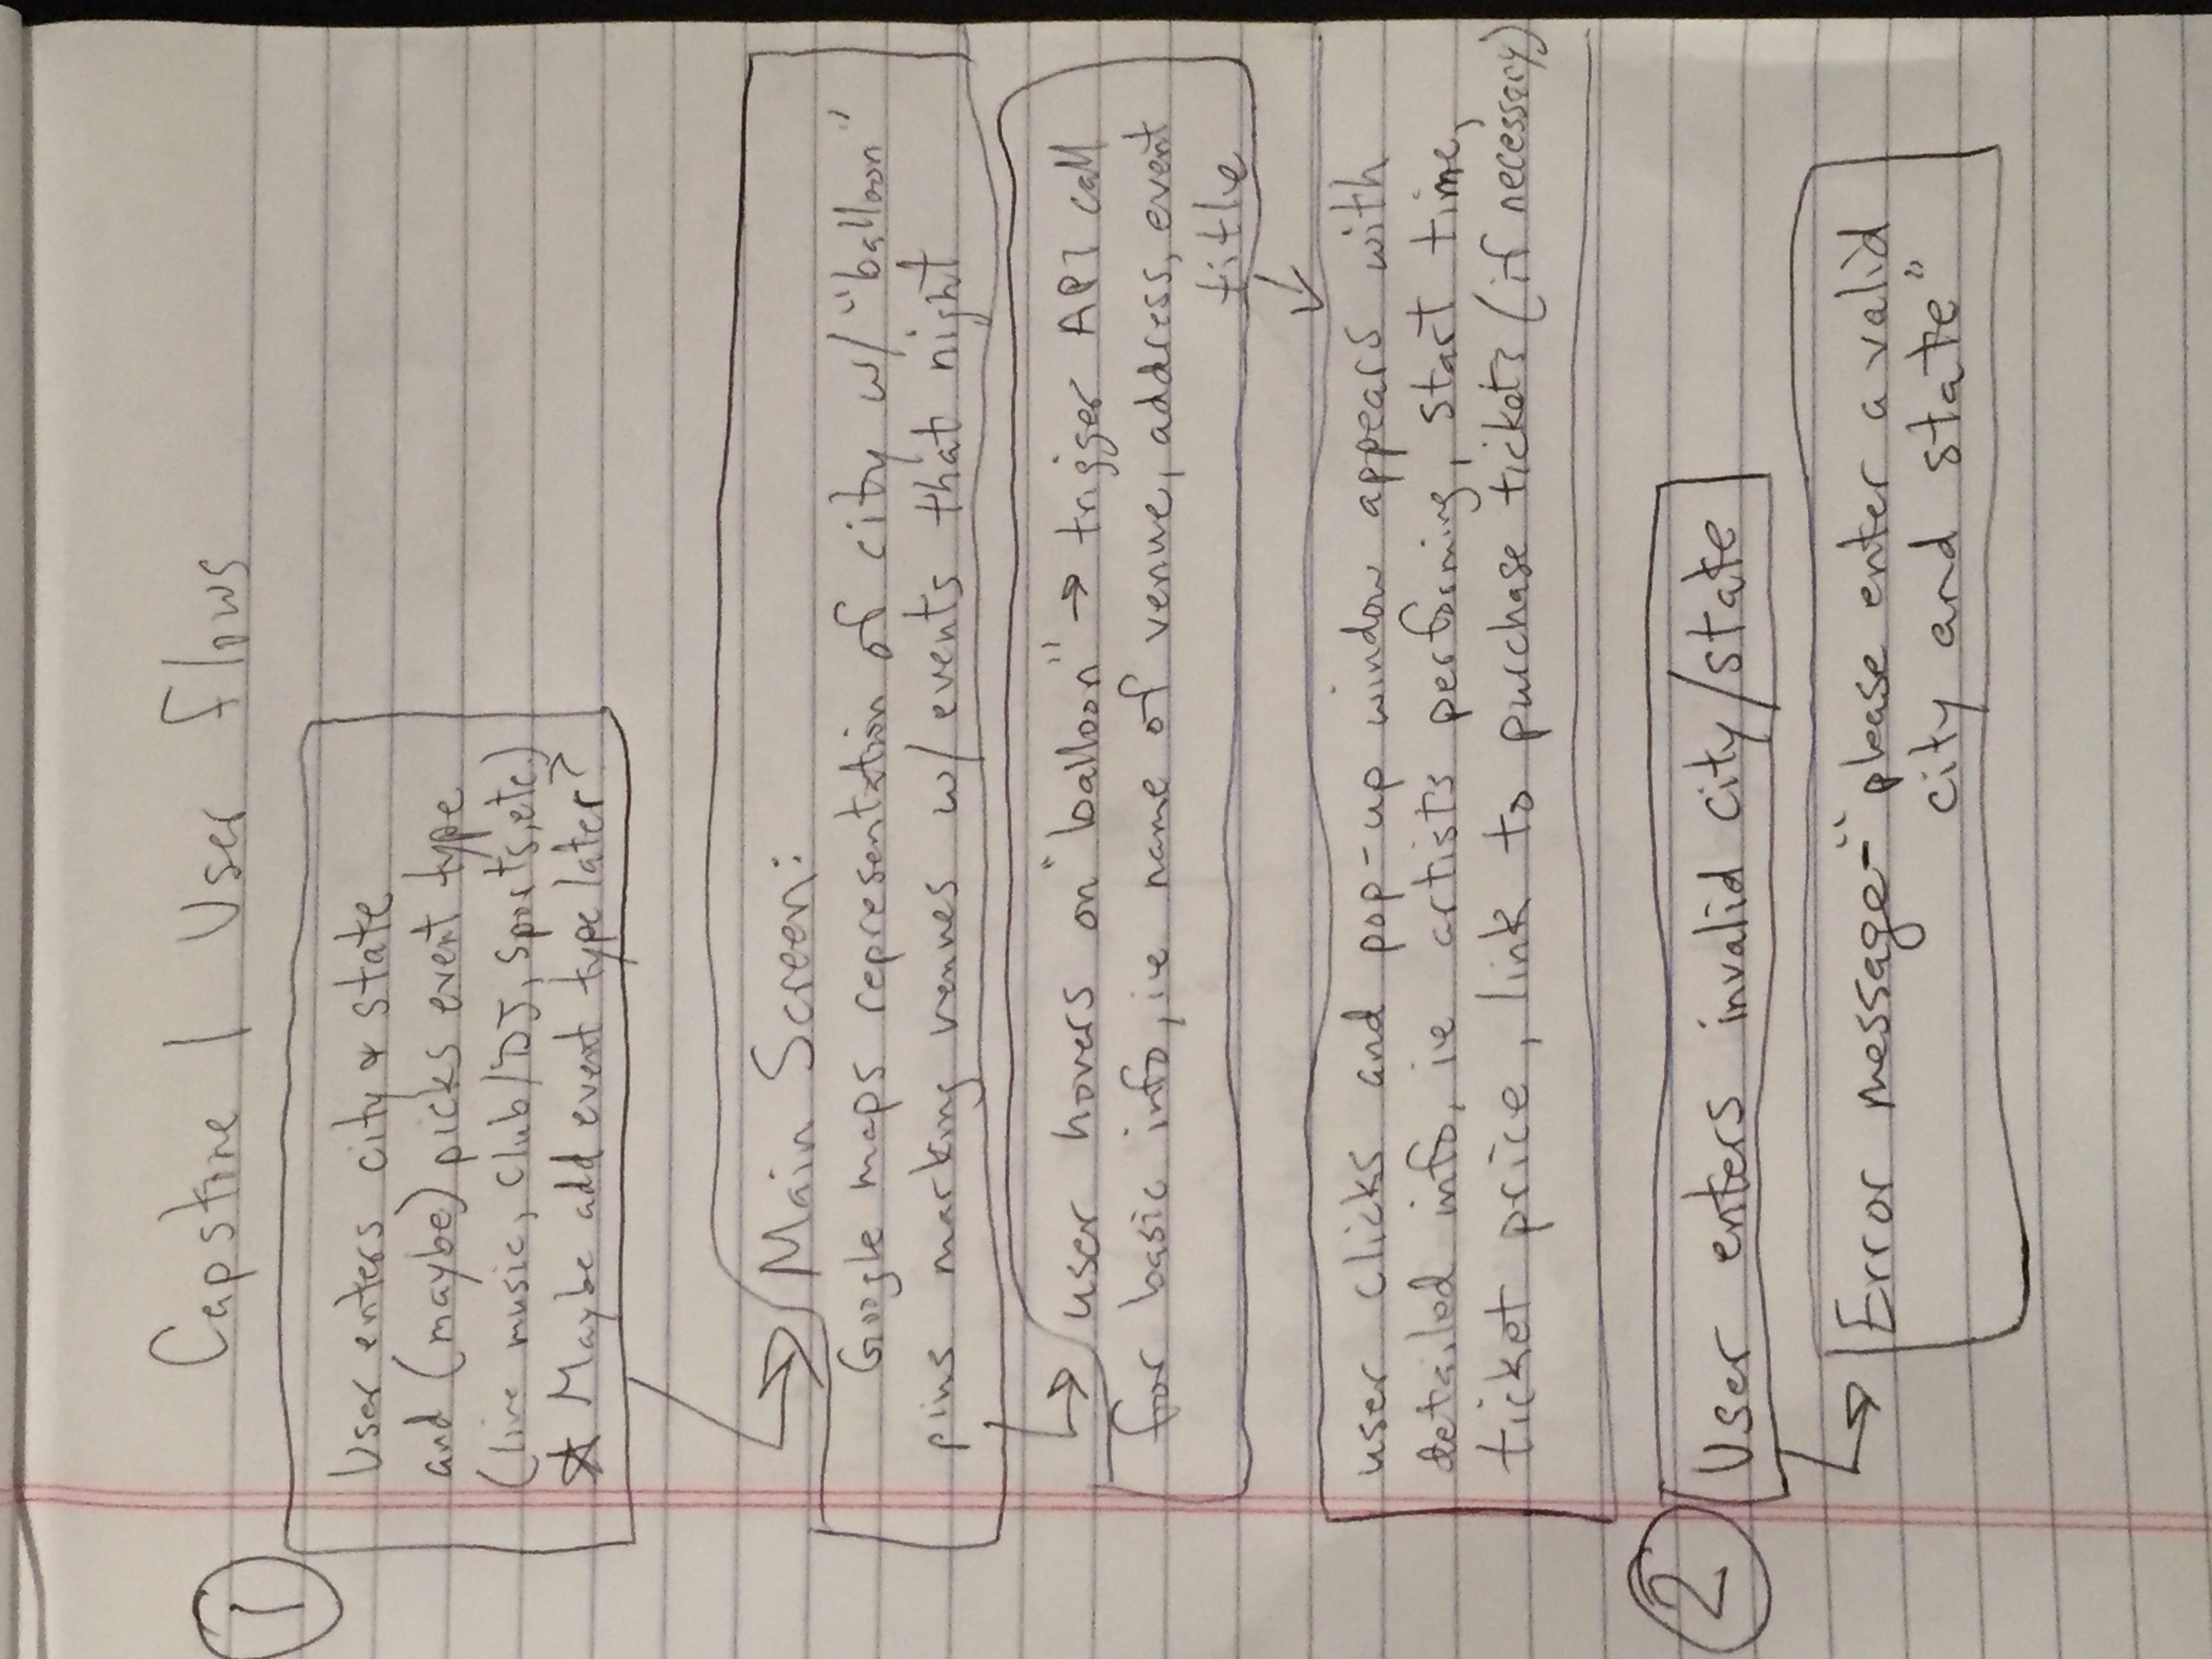 Capstone 1 User Flows
1
User enters city & state
and (maybe) picks event type
(live music, club/DJ, sports, etc)
☆ Maybe add event type later?
Main Screen:
Google maps representation of city w/ "balloon"
pins marking venues w/ events that night
user hovers on "balloon" → trigger API call
for basic info, ie name of venue, address, event
title
user clicks and pop-up window appears with
detailed info, ie artists performing, start time,
ticket price, link to purchase tickets (if necessary)
2
User enters invalid city/state
Error message- "please enter a valid
city and state"